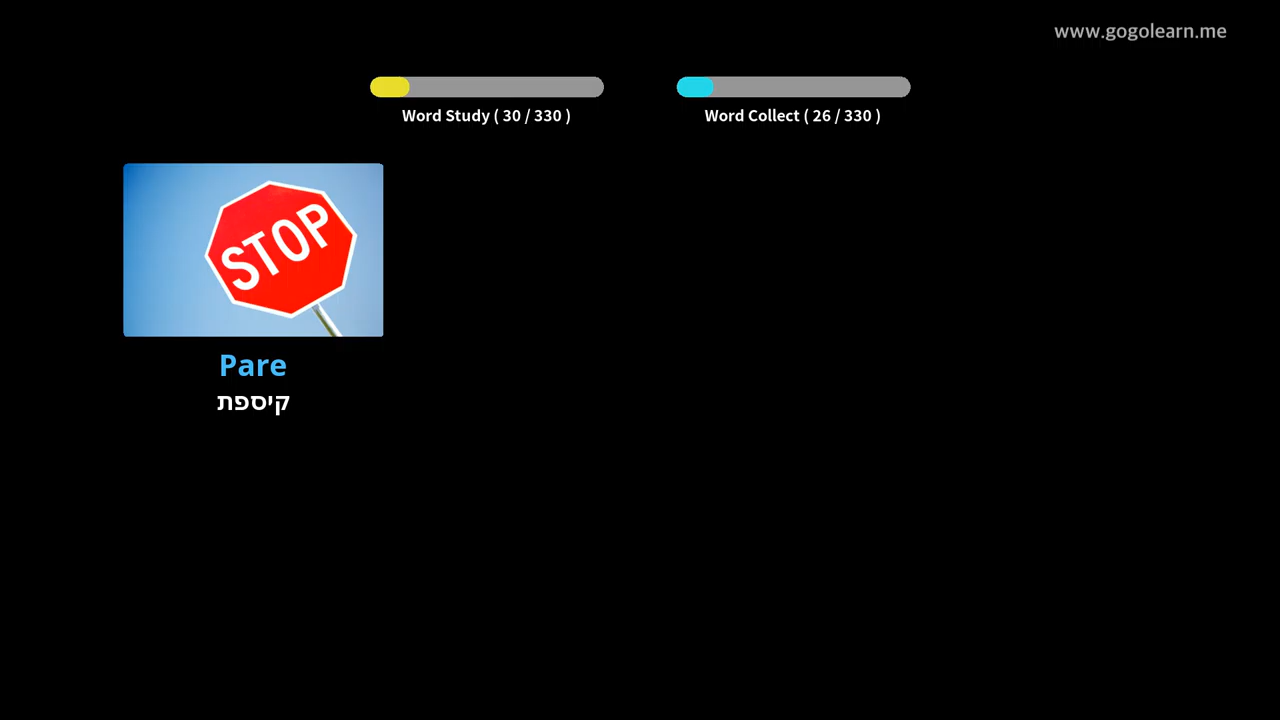 www.gogolearn.me
Word Study ( 30 / 330 )
Word Collect ( 26 / 330 )
STOP
Pare
קיספת